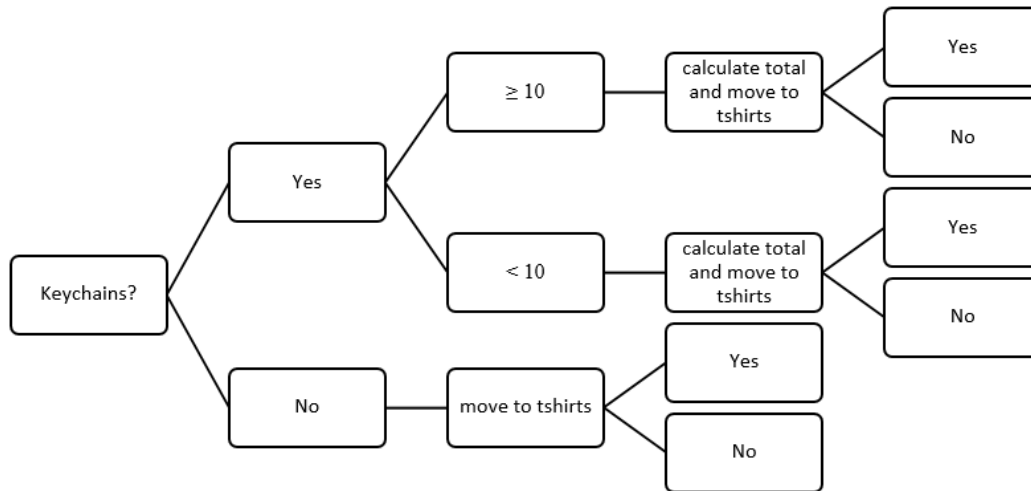 Keychains?
Yes
≥ 10
calculate total
and move to
tshirts
Yes
No
< 10
calculate total
and move to
tshirts
Yes
No
No
move to tshirts
Yes
No